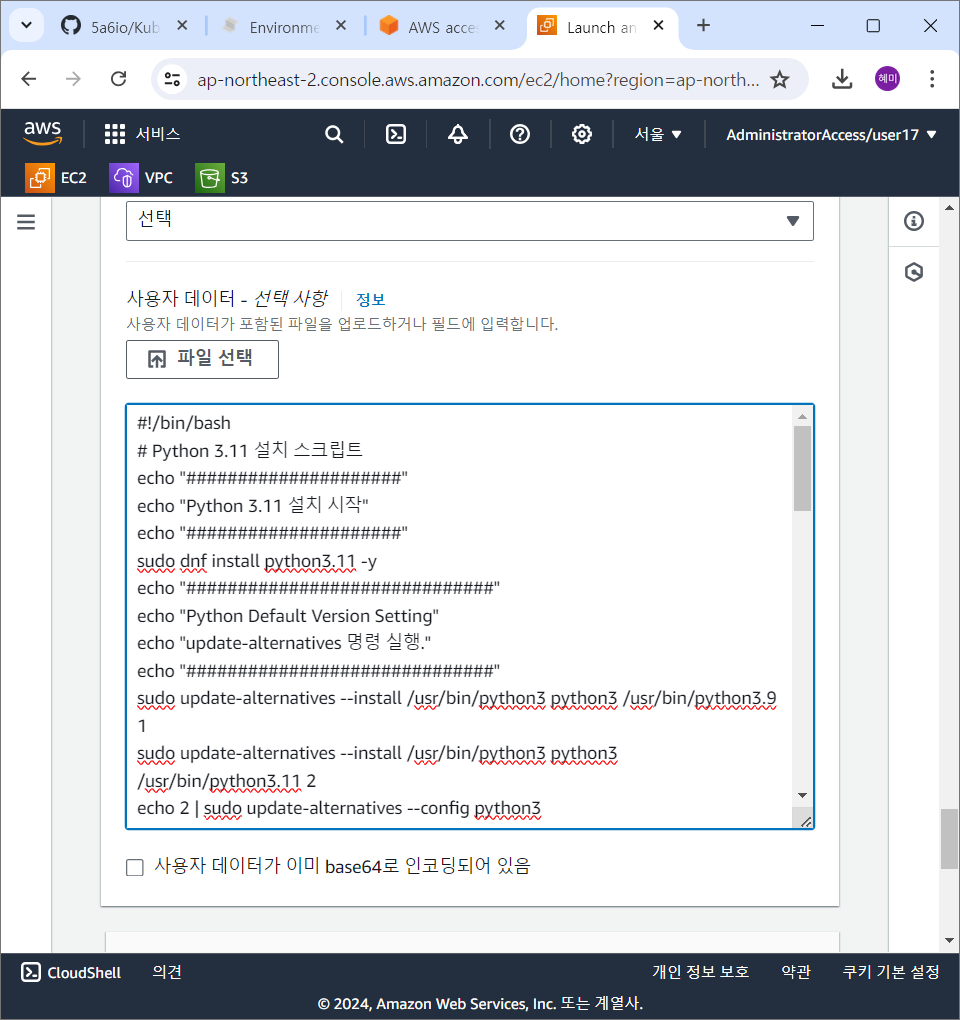 5a6io/Kub
Environme
AWS acce
Launch an
ap-northeast-2.console.aws.amazon.com/ec2/home?region=ap-north...
혜미
aws
서비스
서울
AdministratorAccess/user17
EC2
VPC
S3
선택
사용자 데이터 - 선택 사항
정보
사용자 데이터가 포함된 파일을 업로드하거나 필드에 입력합니다.
파일 선택
#!/bin/bash
# Python 3.11 설치 스크립트
echo "#####################"
echo "Python 3.11 설치 시작"
echo "#####################"
sudo dnf install python3.11 -y
echo "##############################"
echo "Python Default Version Setting"
echo "update-alternatives 명령 실행."
echo "##############################"
sudo update-alternatives --install /usr/bin/python3 python3 /usr/bin/python3.9
1
sudo update-alternatives --install /usr/bin/python3 python3
/usr/bin/python3.11 2
echo 2 | sudo update-alternatives --config python3
사용자 데이터가 이미 base64로 인코딩되어 있음
CloudShell
의견
개인 정보 보호
약관
쿠키 기본 설정
© 2024, Amazon Web Services, Inc. 또는 계열사.